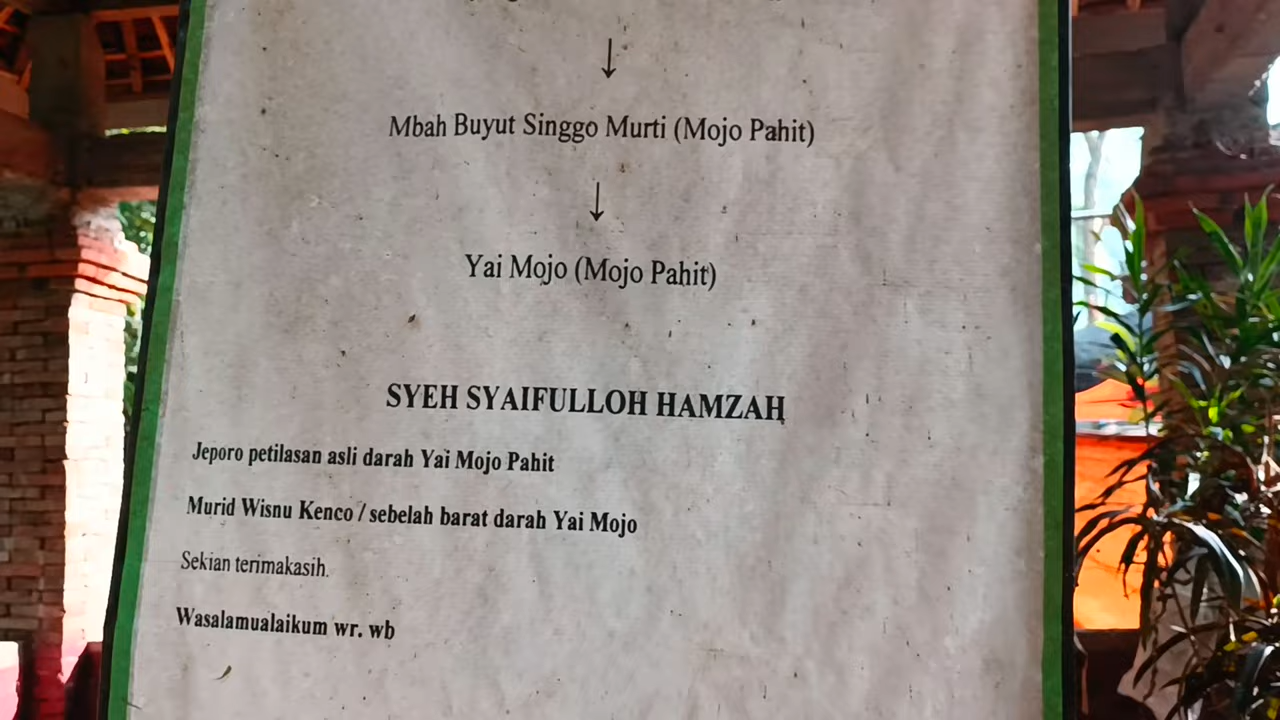 ↓
Mbah Buyut Singgo Murti (Mojo Pahit)
↓
Yai Mojo (Mojo Pahit)
SYEH SYAIFULLOH HAMZAH
Jeporo petilasan asli darah Yai Mojo Pahit
Murid Wisnu Kenco / sebelah barat darah Yai Mojo
Sekian terimakasih.
Wasalamualaikum wr. wb